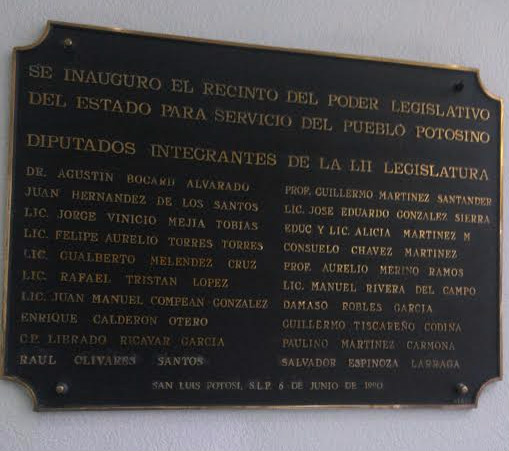 SE INAUGURO EL RECINTO DEL PODER LEGISLATIVO
DEL ESTADO PARA SERVICIO DEL PUEBLO POTOSINO
DIPUTADOS INTEGRANTES DE LA LII LEGISLATURA
DR. AGUSTIN BOCARD ALVARADO
JUAN HERNANDEZ DE LOS SANTOS
LIC. JORGE VINICIO MEJIA TOBIAS
LIC. FELIPE AURELIO TORRES TORRES
LIC. GUALBERTO MELENDEZ CRUZ
LIC. RAFAEL TRISTAN LOPEZ
LIC. JUAN MANUEL COMPEAN GONZALEZ
ENRIQUE CALDERON OTERO
C.P. LIBRADO RICAVAR GARCIA
RAUL OLIVARES SANTOS
PROF. GUILLERMO MARTINEZ SANTANDER
LIC. JOSE EDUARDO GONZALEZ SIERRA
EDUC Y LIC. ALICIA MARTINEZ M
CONSUELO CHAVEZ MARTINEZ
PROF. AURELIO MERINO RAMOS
LIC. MANUEL RIVERA DEL CAMPO
DAMASO ROBLES GARCIA
GUILLERMO TISCAREÑO CODINA
PAULINO MARTINEZ CARMONA
SALVADOR ESPINOZA LARRAGA
SAN LUIS POTOSI, S.L.P. 6 DE JUNIO DE 1990